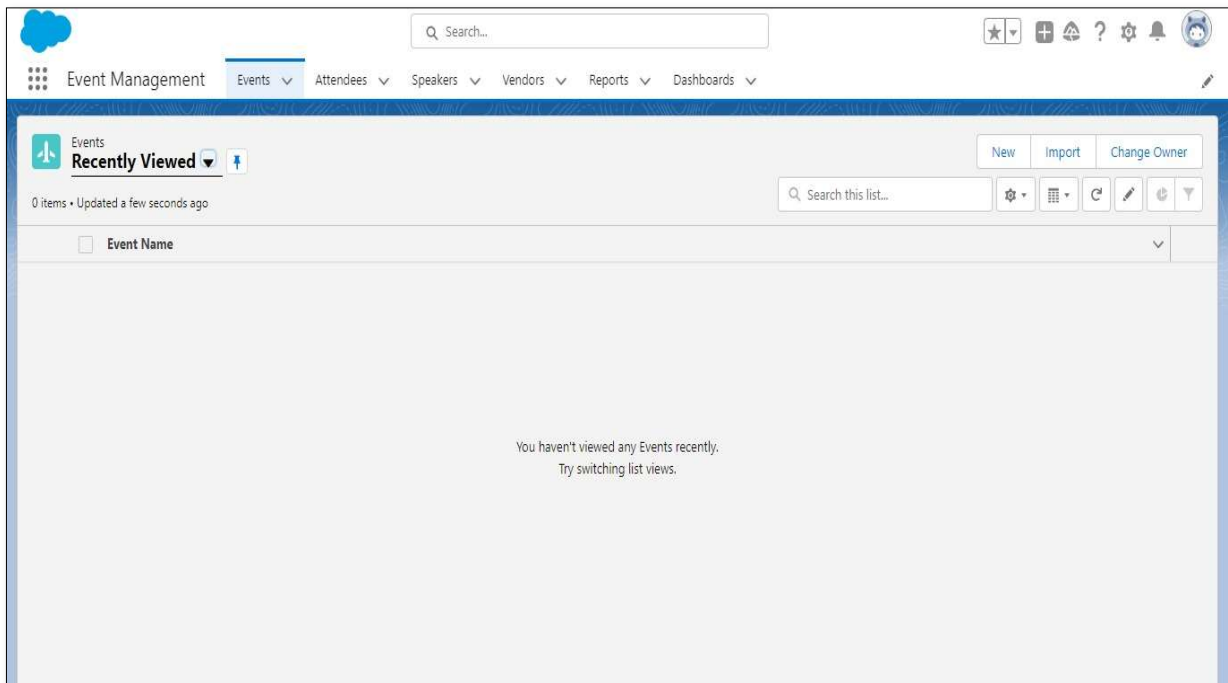 Search...
Event Management Events Attendees Speakers Vendors Reports Dashboards
Events
Recently Viewed
New Import Change Owner
0 items • Updated a few seconds ago
Search this list...
Event Name
You haven't viewed any Events recently.
Try switching list views.